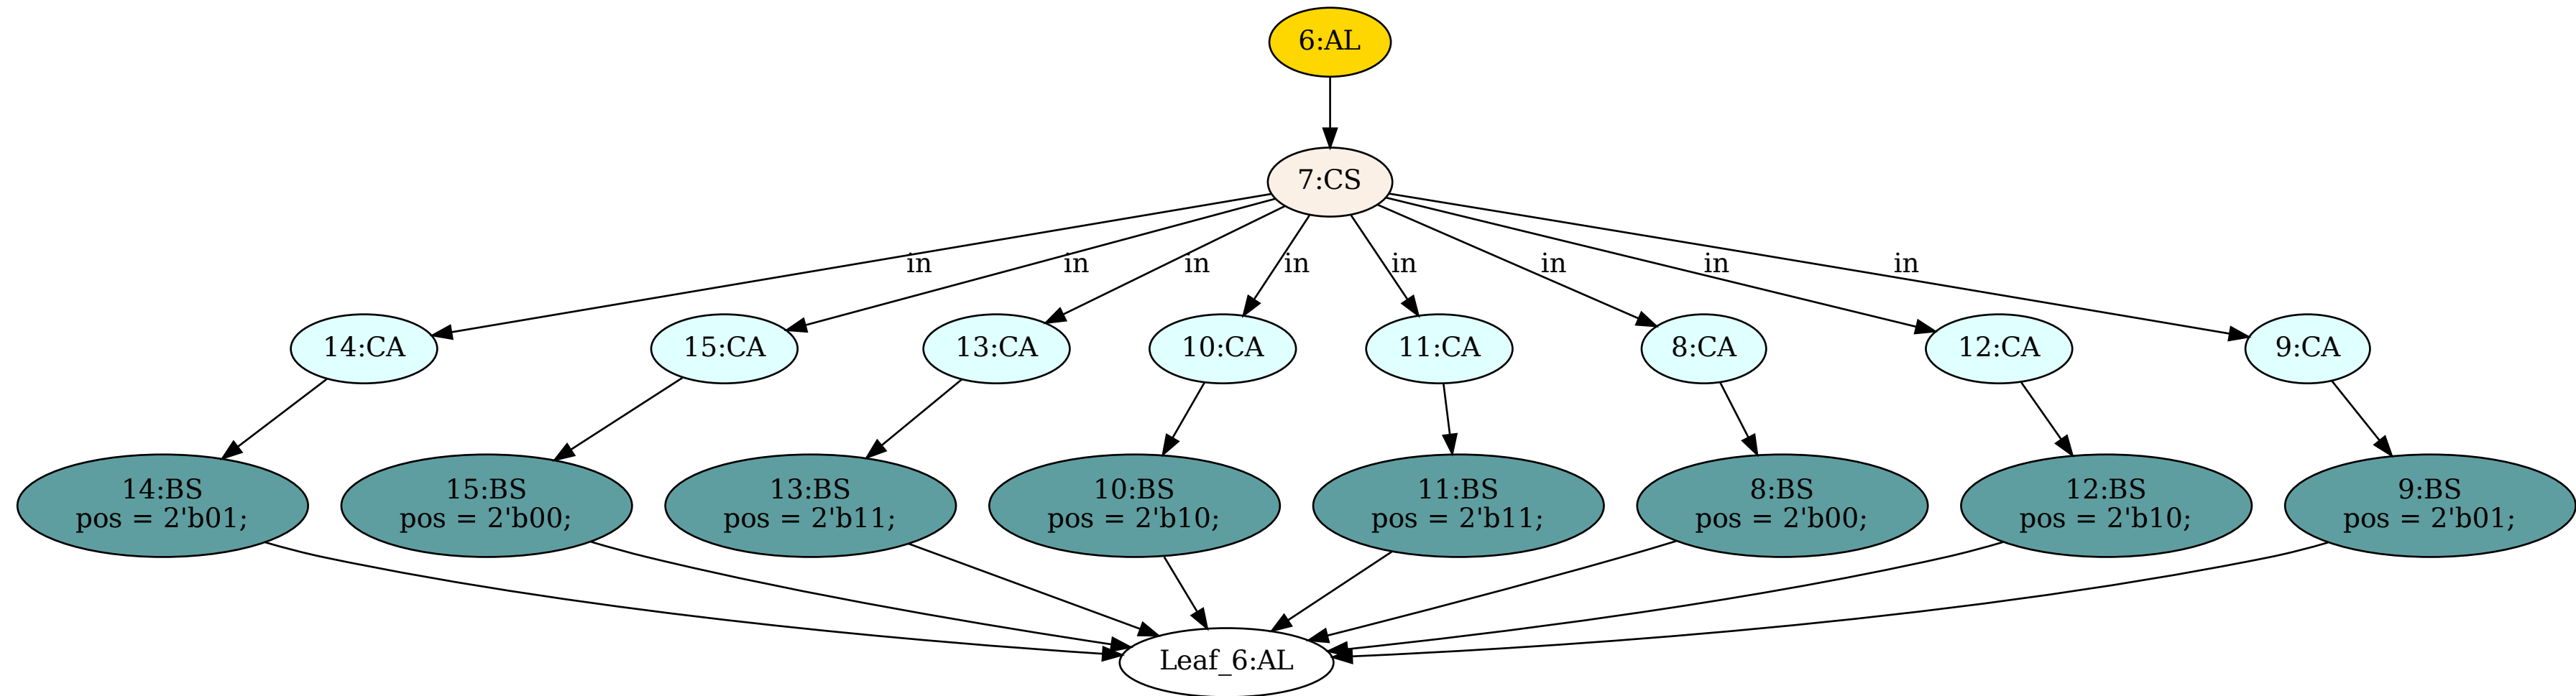 6:AL
7:CS
in in in in in in in in
14:CA 15:CA 13:CA 10:CA 11:CA 8:CA 12:CA 9:CA
14:BS
pos = 2'b01;
15:BS
pos = 2'b00;
13:BS
pos = 2'b11;
10:BS
pos = 2'b10;
11:BS
pos = 2'b11;
8:BS
pos = 2'b00;
12:BS
pos = 2'b10;
9:BS
pos = 2'b01;
Leaf_6:AL